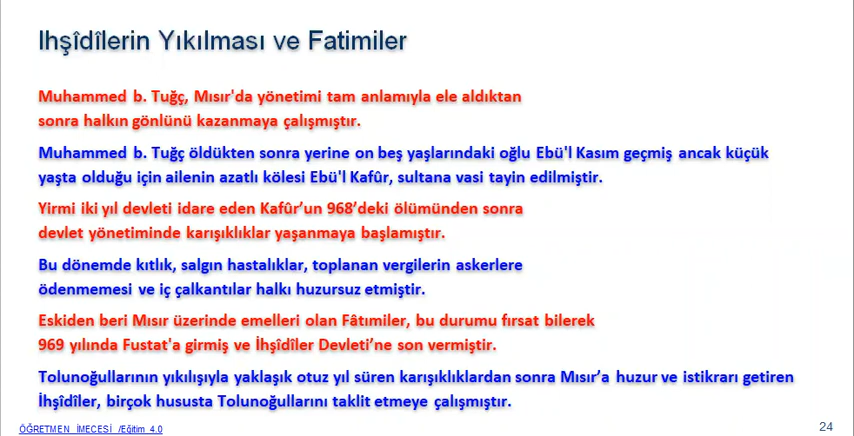 Ihşîdîlerin Yıkılması ve Fatimiler
Muhammed b. Tuğç, Mısır'da yönetimi tam anlamıyla ele aldıktan
sonra halkın gönlünü kazanmaya çalışmıştır.
Muhammed b. Tuğç öldükten sonra yerine on beş yaşlarındaki oğlu Ebü'l Kasım geçmiş ancak küçük
yaşta olduğu için ailenin azatlı kölesi Ebü'l Kafûr, sultana vasi tayin edilmiştir.
Yirmi iki yıl devleti idare eden Kafûr’un 968’deki ölümünden sonra
devlet yönetiminde karışıklıklar yaşanmaya başlamıştır.
Bu dönemde kıtlık, salgın hastalıklar, toplanan vergilerin askerlere
ödenmemesi ve iç çalkantılar halkı huzursuz etmiştir.
Eskiden beri Mısır üzerinde emelleri olan Fâtımiler, bu durumu fırsat bilerek
969 yılında Fustat'a girmiş ve İhşîdîler Devleti’ne son vermiştir.
Tolunoğullarının yıkılışıyla yaklaşık otuz yıl süren karışıklıklardan sonra Mısır’a huzur ve istikrarı getiren
İhşîdîler, birçok hususta Tolunoğullarını taklit etmeye çalışmıştır.
ÖĞRETMEN İMECESİ /Eğitim 4.0
24